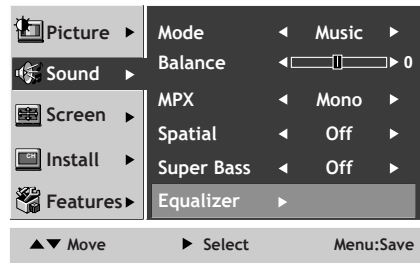 Picture ▶
Sound ▶
Screen ▶
Install ▶
Features ▶
Mode ◀ Music ▶
Balance ◀ ▶ 0
MPX ◀ Mono ▶
Spatial ◀ Off ▶
Super Bass ◀ Off ▶
Equalizer ▶
CH
▲▼ Move ▶ Select Menu:Save